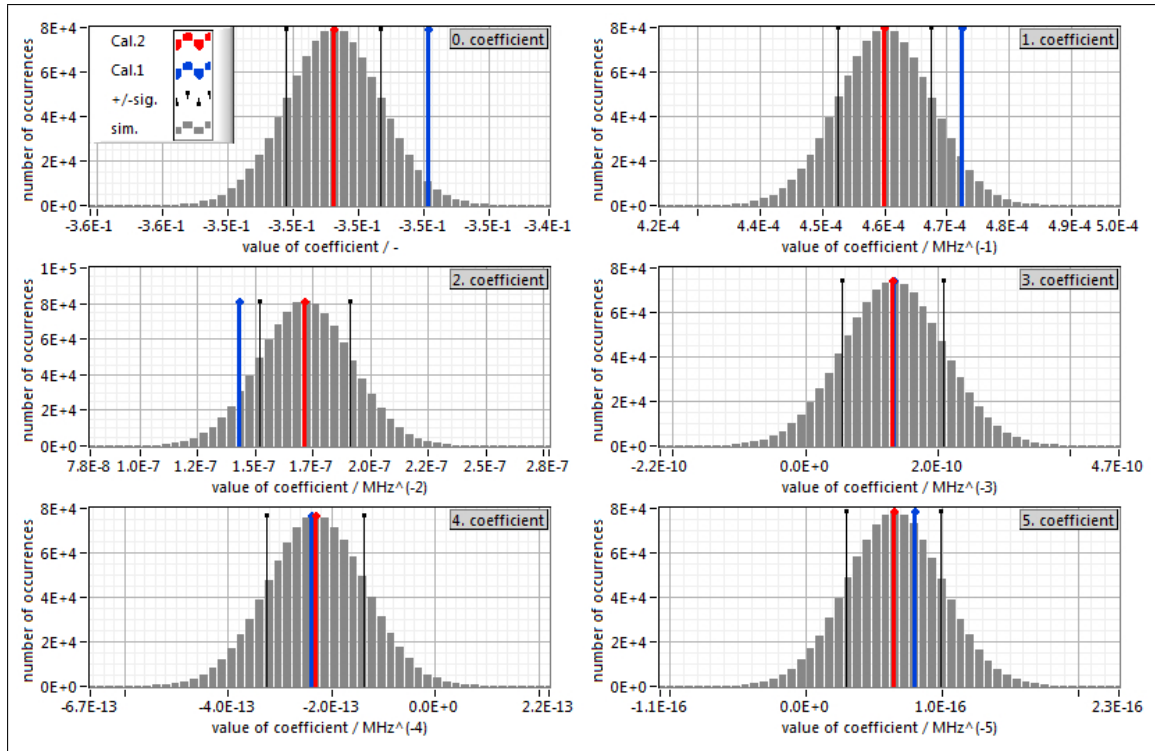 Cal.2
Cal.1
+/-sig.
sim.
0. coefficient
number of occurrences
8E+4
6E+4
4E+4
2E+4
0E+0
-3.6E-1 -3.6E-1 -3.5E-1 -3.5E-1 -3.5E-1 -3.5E-1 -3.5E-1 -3.4E-1
value of coefficient / -
1. coefficient
number of occurrences
8E+4
6E+4
4E+4
2E+4
0E+0
4.2E-4 4.4E-4 4.5E-4 4.6E-4 4.7E-4 4.8E-4 4.9E-4 5.0E-4
value of coefficient / MHz^(-1)
2. coefficient
number of occurrences
1E+5
8E+4
6E+4
4E+4
2E+4
0E+0
7.8E-8 1.0E-7 1.2E-7 1.5E-7 1.7E-7 2.0E-7 2.2E-7 2.5E-7 2.8E-7
value of coefficient / MHz^(-2)
3. coefficient
number of occurrences
8E+4
6E+4
4E+4
2E+4
0E+0
-2.2E-10 0.0E+0 2.0E-10 4.7E-10
value of coefficient / MHz^(-3)
4. coefficient
number of occurrences
8E+4
6E+4
4E+4
2E+4
0E+0
-6.7E-13 -4.0E-13 -2.0E-13 0.0E+0 2.2E-13
value of coefficient / MHz^(-4)
5. coefficient
number of occurrences
8E+4
6E+4
4E+4
2E+4
0E+0
-1.1E-16 0.0E+0 1.0E-16 2.3E-16
value of coefficient / MHz^(-5)